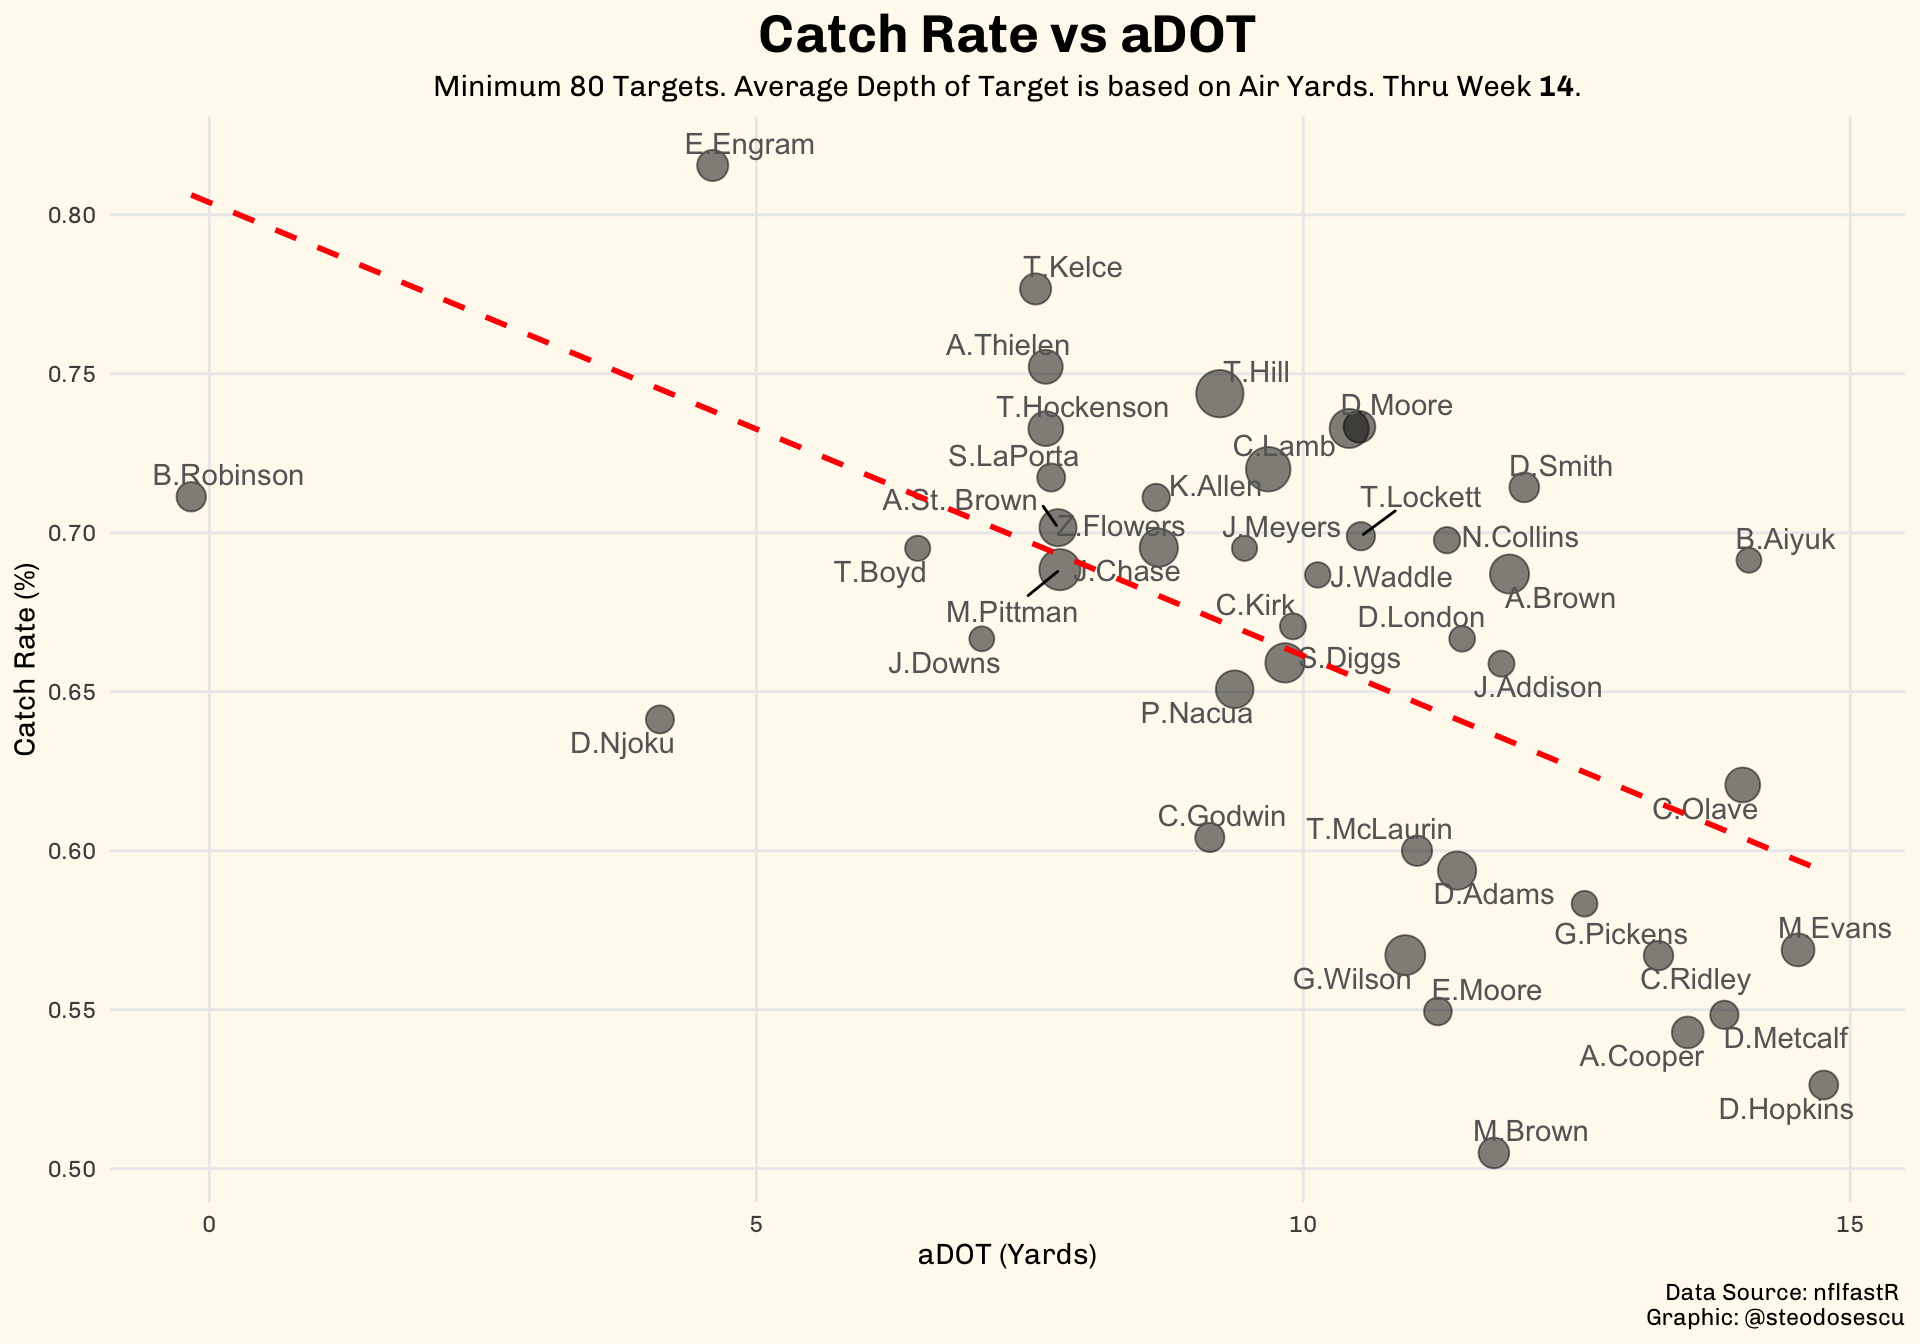 Catch Rate vs aDOT
Minimum 80 Targets. Average Depth of Target is based on Air Yards. Thru Week 14.
E.Engram
0.80
T.Kelce
A.Thielen
T.Hill
0.75
T.Hockenson
D.Moore
C.Lamb
S.LaPorta
D.Smith
B.Robinson
K.Allen
T.Lockett
A.St. Brown
Z.Flowers
J.Meyers
0.70
N.Collins
B.Aiyuk
T.Boyd
J.Chase
J.Waddle
A.Brown
C.Kirk
M.Pittman
D.London
J.Downs
S.Diggs
J.Addison
0.65
P.Nacua
D.Njoku
C.Olave
C.Godwin
T.McLaurin
0.60
D.Adams
M.Evans
G.Pickens
G.Wilson
C.Ridley
E.Moore
0.55
D.Metcalf
A.Cooper
D.Hopkins
M.Brown
0.50
Catch Rate (%)
0 5 10 15
aDOT (Yards)
Data Source: nflfastR
Graphic: @steodosescu